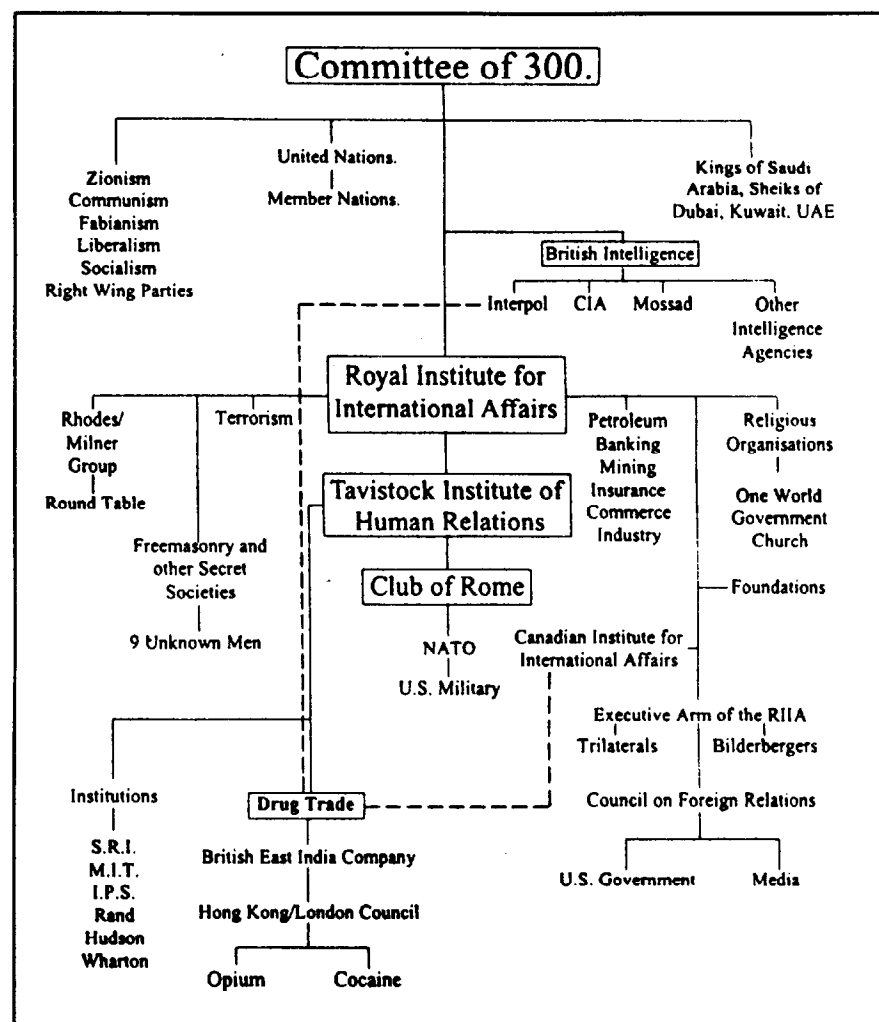 Committee of 300.
Zionism
Communism
Fabianism
Liberalism
Socialism
Right Wing Parties
United Nations.
Member Nations.
Kings of Saudi
Arabia, Sheiks of
Dubai, Kuwait. UAE
British Intelligence
Interpol
CIA
Mossad
Other
Intelligence
Agencies
Royal Institute for
International Affairs
Rhodes/
Milner
Group
Round Table
Terrorism
Freemasonry and
other Secret
Societies
9 Unknown Men
Petroleum
Banking
Mining
Insurance
Commerce
Industry
Religious
Organisations
One World
Government
Church
Tavistock Institute of
Human Relations
Club of Rome
NATO
U.S. Military
Foundations
Canadian Institute for
International Affairs
Executive Arm of the RIIA
Trilaterals
Bilderbergers
Council on Foreign Relations
U.S. Government
Media
Institutions
S.R.I.
M.I.T.
I.P.S.
Rand
Hudson
Wharton
Drug Trade
British East India Company
Hong Kong/London Council
Opium
Cocaine